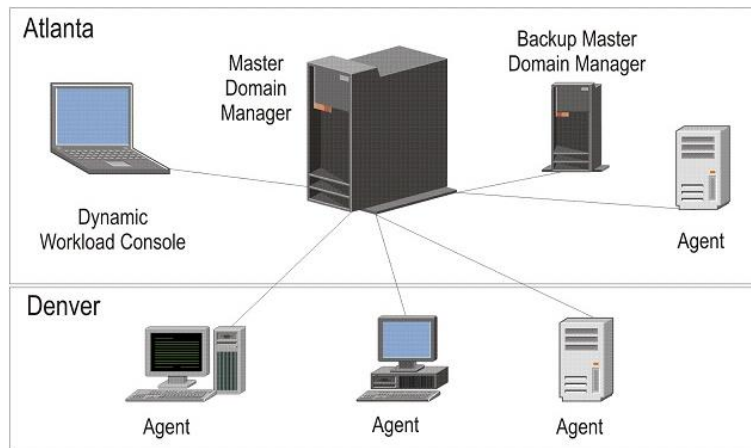 Atlanta
Master
Domain
Manager
Backup Master
Domain Manager
Dynamic
Workload Console
Agent
Denver
Agent
Agent
Agent